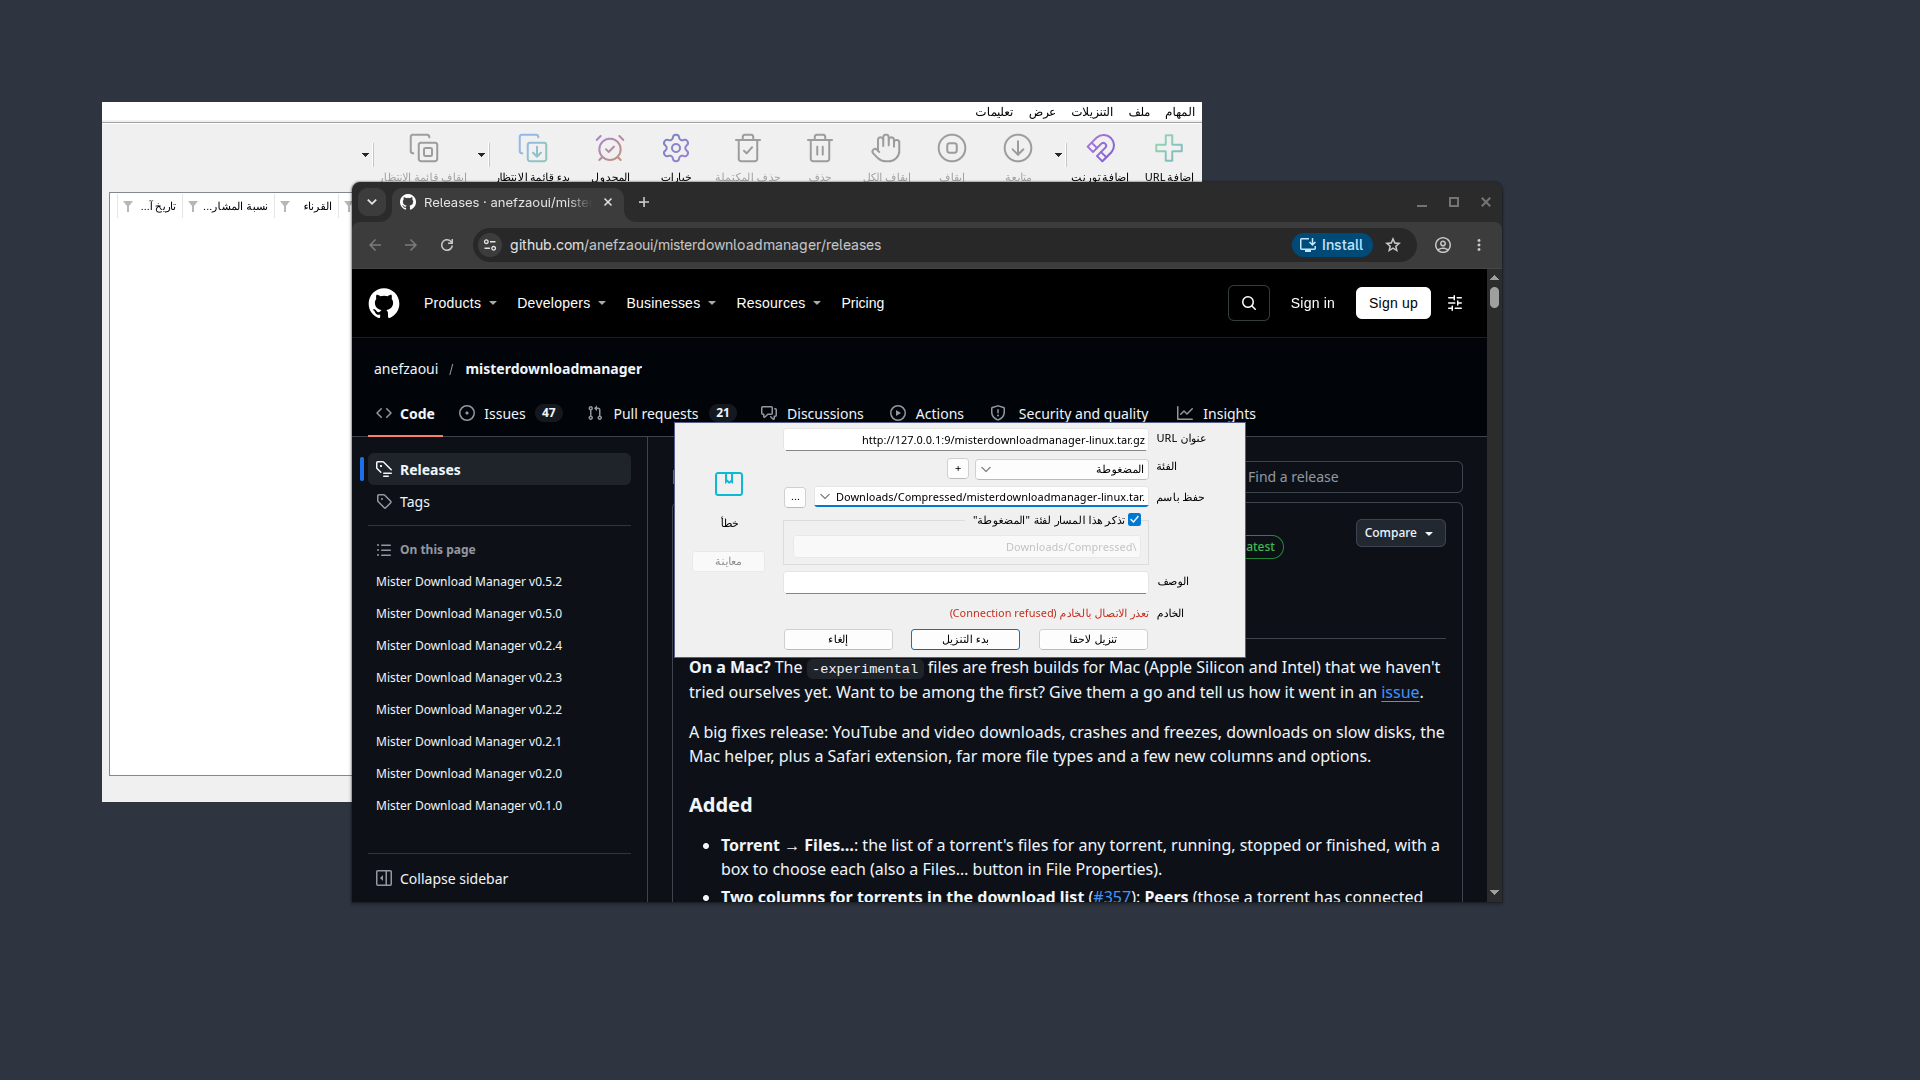 المهام ملف التنزيلات عرض تعليمات
إضافة URL إضافة تورنت متابعة إيقاف إيقاف الكل حذف حذف المكتملة خيارات المجدول بدء قائمة الانتظار إيقاف قائمة الانتظار
القرناء نسبة المشار... تاريخ آ...
Releases · anefzaoui/miste
github.com/anefzaoui/misterdownloadmanager/releases
Install
Products Developers Businesses Resources Pricing
Sign in
Sign up
anefzaoui / misterdownloadmanager
Code Issues 47 Pull requests 21 Discussions Actions Security and quality Insights
Releases
Tags
On this page
Mister Download Manager v0.5.2
Mister Download Manager v0.5.0
Mister Download Manager v0.2.4
Mister Download Manager v0.2.3
Mister Download Manager v0.2.2
Mister Download Manager v0.2.1
Mister Download Manager v0.2.0
Mister Download Manager v0.1.0
Collapse sidebar
Find a release
Compare
atest
عنوان URL http://127.0.0.1:9/misterdownloadmanager-linux.tar.gz
الفئة المضغوطة +
حفظ باسم Downloads/Compressed/misterdownloadmanager-linux.tar. ...
تذكر هذا المسار لفئة "المضغوطة"
Downloads/Compressed\
الوصف
الخادم تعذر الاتصال بالخادم (Connection refused)
تنزيل لاحقا بدء التنزيل إلغاء
خطأ
معاينة
On a Mac? The -experimental files are fresh builds for Mac (Apple Silicon and Intel) that we haven't
tried ourselves yet. Want to be among the first? Give them a go and tell us how it went in an issue.
A big fixes release: YouTube and video downloads, crashes and freezes, downloads on slow disks, the
Mac helper, plus a Safari extension, far more file types and a few new columns and options.
Added
Torrent → Files...: the list of a torrent's files for any torrent, running, stopped or finished, with a
box to choose each (also a Files... button in File Properties).
Two columns for torrents in the download list (#357): Peers (those a torrent has connected